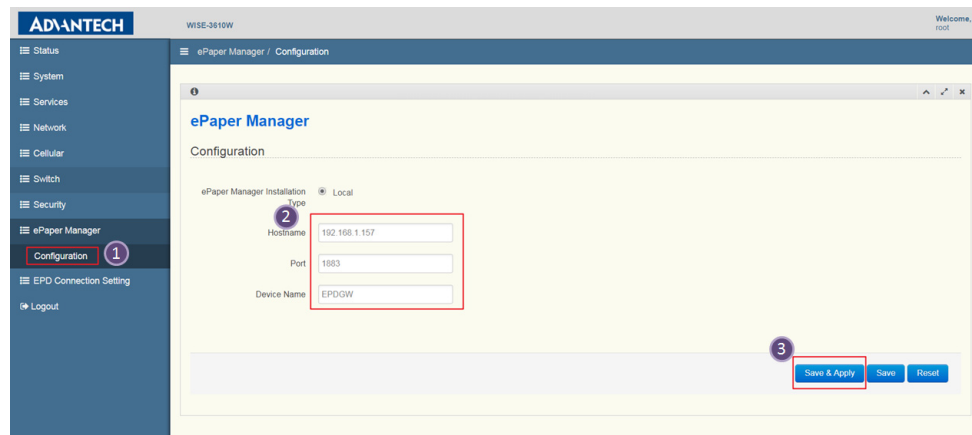 ADVANTECH
WISE-3610W
Welcome,
root
Status
ePaper Manager / Configuration
System
Services
Network
Cellular
Switch
Security
ePaper Manager
Configuration
1
EPD Connection Setting
Logout
ePaper Manager
Configuration
ePaper Manager Installation Type
Local
2
Hostname
192.168.1.157
Port
1883
Device Name
EPDGW
3
Save & Apply
Save
Reset